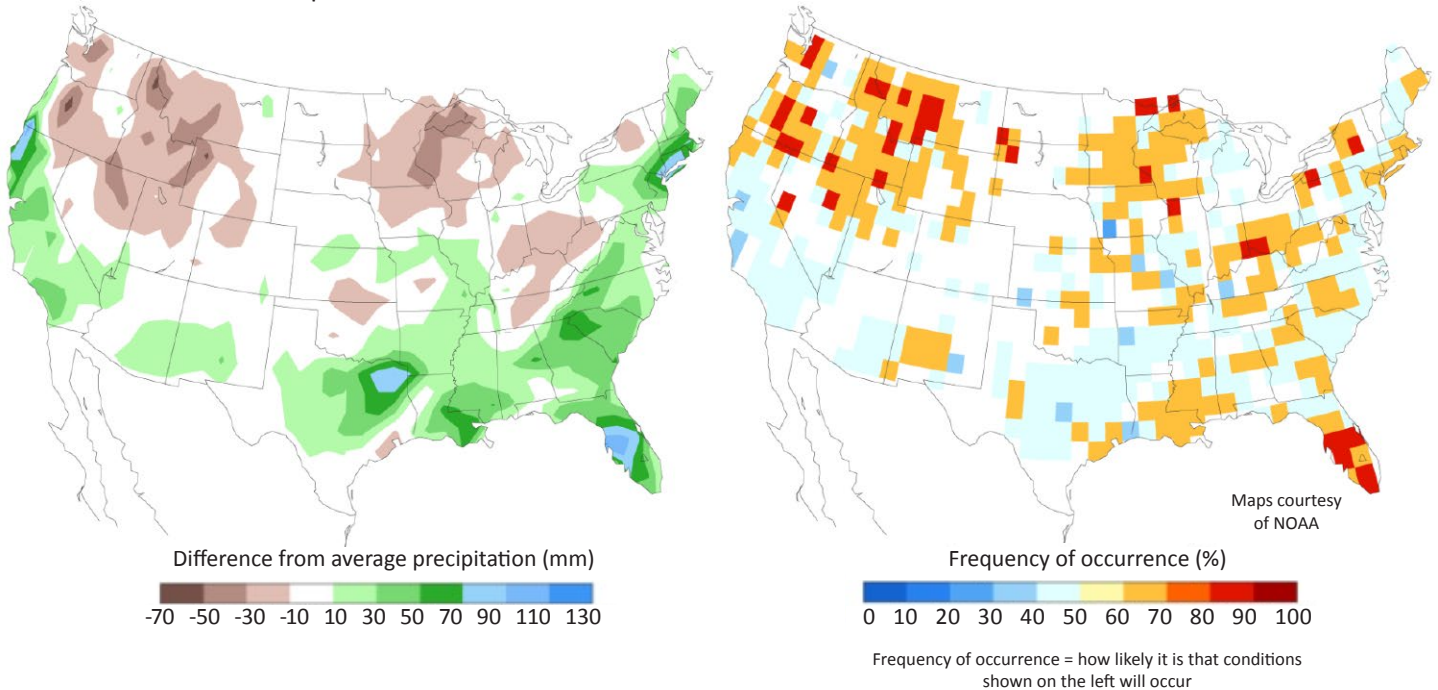 Maps courtesy
of NOAA
Difference from average precipitation (mm)
-70 -50 -30 -10 10 30 50 70 90 110 130
Frequency of occurrence (%)
0 10 20 30 40 50 60 70 80 90 100
Frequency of occurrence = how likely it is that conditions
shown on the left will occur